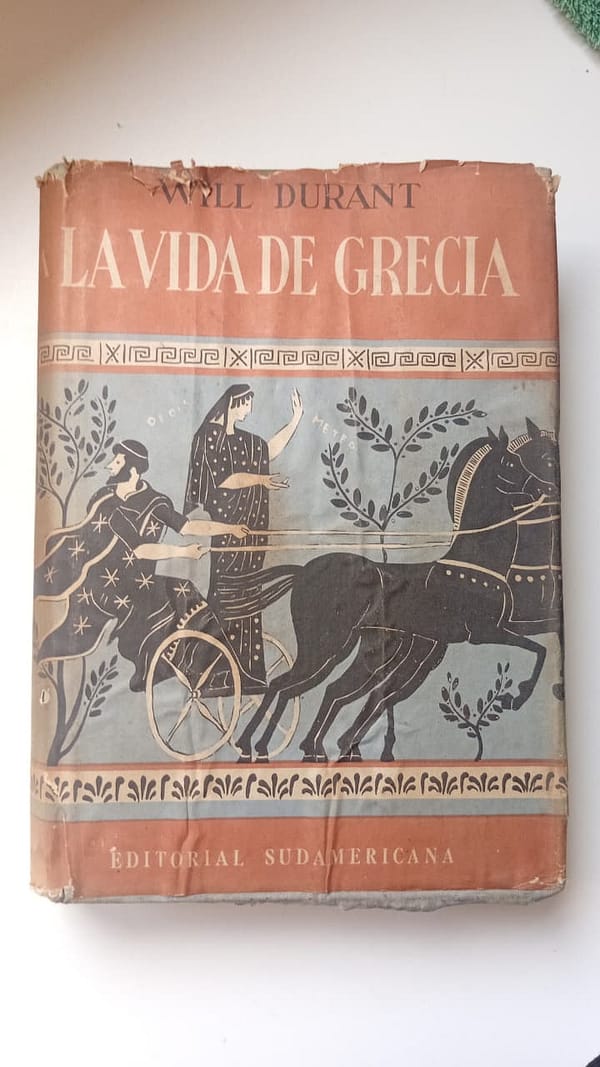 WILL DURANT
LA VIDA DE GRECIA
EDITORIAL SUDAMERICANA